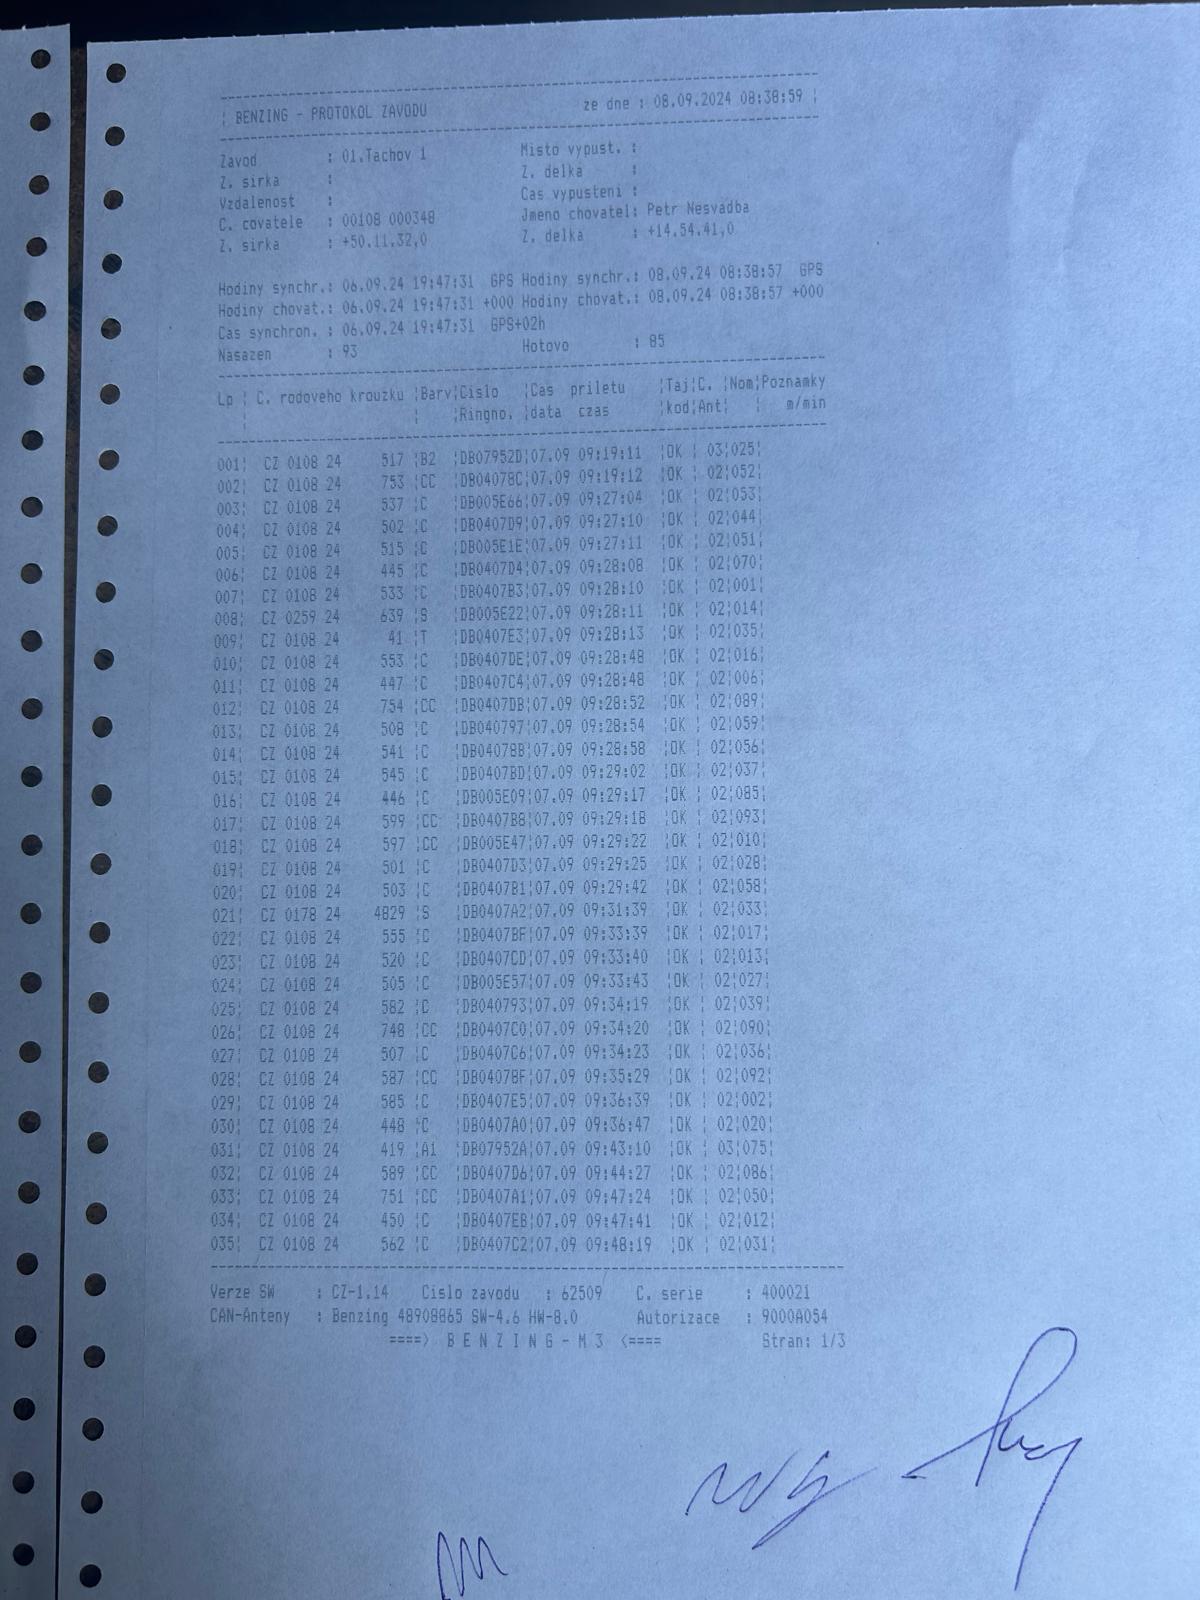 BENZING - PROTOKOL ZAVODU ze dne : 08.09.2024 08:38:59
Zavod : 01.Tachov 1 Misto vypust. :
Z. sirka : Z. delka :
Vzdalenost : Cas vypusteni :
C. covatele : 00108 000348 Jmeno chovatel: Petr Nesvadba
Z. sirka : +50.11.32,0 Z. delka : +14.54.41,0
Hodiny synchr.: 06.09.24 19:47:31 GPS Hodiny synchr.: 08.09.24 08:38:57 GPS
Hodiny chovat.: 06.09.24 19:47:31 +000 Hodiny chovat.: 08.09.24 08:38:57 +000
Cas synchron. : 06.09.24 19:47:31 GPS+02h
Nasazen : 93 Hotovo : 85
Lp ¦ C. rodoveho krouzku ¦Barv¦Cislo ¦Cas priletu ¦Taj¦C. ¦Nom¦Poznamky
¦ ¦ ¦Ringno. ¦data czas ¦kod¦Ant¦ ¦ m/min
001¦ CZ 0108 24 517 ¦B2 ¦DB07952D¦07.09 09:19:11 ¦OK ¦ 03¦025¦
002¦ CZ 0108 24 753 ¦CC ¦DB04078C¦07.09 09:19:12 ¦OK ¦ 02¦052¦
003¦ CZ 0108 24 537 ¦C ¦DB005E66¦07.09 09:27:04 ¦OK ¦ 02¦053¦
004¦ CZ 0108 24 502 ¦C ¦DB0407D9¦07.09 09:27:10 ¦OK ¦ 02¦044¦
005¦ CZ 0108 24 515 ¦C ¦DB005E1E¦07.09 09:27:11 ¦OK ¦ 02¦051¦
006¦ CZ 0108 24 445 ¦C ¦DB0407D4¦07.09 09:28:08 ¦OK ¦ 02¦070¦
007¦ CZ 0108 24 533 ¦C ¦DB0407B3¦07.09 09:28:10 ¦OK ¦ 02¦001¦
008¦ CZ 0259 24 639 ¦S ¦DB005E22¦07.09 09:28:11 ¦OK ¦ 02¦014¦
009¦ CZ 0108 24 41 ¦T ¦DB0407E3¦07.09 09:28:13 ¦OK ¦ 02¦035¦
010¦ CZ 0108 24 553 ¦C ¦DB0407DE¦07.09 09:28:48 ¦OK ¦ 02¦016¦
011¦ CZ 0108 24 447 ¦C ¦DB0407C4¦07.09 09:28:48 ¦OK ¦ 02¦006¦
012¦ CZ 0108 24 754 ¦CC ¦DB0407DB¦07.09 09:28:52 ¦OK ¦ 02¦089¦
013¦ CZ 0108 24 508 ¦C ¦DB040797¦07.09 09:28:54 ¦OK ¦ 02¦059¦
014¦ CZ 0108 24 541 ¦C ¦DB04078B¦07.09 09:28:58 ¦OK ¦ 02¦056¦
015¦ CZ 0108 24 545 ¦C ¦DB0407BD¦07.09 09:29:02 ¦OK ¦ 02¦037¦
016¦ CZ 0108 24 446 ¦C ¦DB005E09¦07.09 09:29:17 ¦OK ¦ 02¦085¦
017¦ CZ 0108 24 599 ¦CC ¦DB0407B8¦07.09 09:29:18 ¦OK ¦ 02¦093¦
018¦ CZ 0108 24 597 ¦CC ¦DB005E47¦07.09 09:29:22 ¦OK ¦ 02¦010¦
019¦ CZ 0108 24 501 ¦C ¦DB0407D3¦07.09 09:29:25 ¦OK ¦ 02¦028¦
020¦ CZ 0108 24 503 ¦C ¦DB0407B1¦07.09 09:29:42 ¦OK ¦ 02¦058¦
021¦ CZ 0178 24 4829 ¦S ¦DB0407A2¦07.09 09:31:39 ¦OK ¦ 02¦033¦
022¦ CZ 0108 24 555 ¦C ¦DB0407BF¦07.09 09:33:39 ¦OK ¦ 02¦017¦
023¦ CZ 0108 24 520 ¦C ¦DB0407CD¦07.09 09:33:40 ¦OK ¦ 02¦013¦
024¦ CZ 0108 24 505 ¦C ¦DB005E57¦07.09 09:33:43 ¦OK ¦ 02¦027¦
025¦ CZ 0108 24 582 ¦C ¦DB040793¦07.09 09:34:19 ¦OK ¦ 02¦039¦
026¦ CZ 0108 24 748 ¦CC ¦DB0407C0¦07.09 09:34:20 ¦OK ¦ 02¦090¦
027¦ CZ 0108 24 507 ¦C ¦DB0407C6¦07.09 09:34:23 ¦OK ¦ 02¦036¦
028¦ CZ 0108 24 587 ¦CC ¦DB04078F¦07.09 09:35:29 ¦OK ¦ 02¦092¦
029¦ CZ 0108 24 585 ¦C ¦DB0407E5¦07.09 09:36:39 ¦OK ¦ 02¦002¦
030¦ CZ 0108 24 448 ¦C ¦DB0407A0¦07.09 09:36:47 ¦OK ¦ 02¦020¦
031¦ CZ 0108 24 419 ¦A1 ¦DB07952A¦07.09 09:43:10 ¦OK ¦ 03¦075¦
032¦ CZ 0108 24 589 ¦CC ¦DB0407D6¦07.09 09:44:27 ¦OK ¦ 02¦086¦
033¦ CZ 0108 24 751 ¦CC ¦DB0407A1¦07.09 09:47:24 ¦OK ¦ 02¦050¦
034¦ CZ 0108 24 450 ¦C ¦DB0407EB¦07.09 09:47:41 ¦OK ¦ 02¦012¦
035¦ CZ 0108 24 562 ¦C ¦DB0407C2¦07.09 09:48:19 ¦OK ¦ 02¦031¦
Verze SW : CZ-1.14 Cislo zavodu : 62509 C. serie : 400021
CAN-Anteny : Benzing 48908865 SW-4.6 HW-8.0 Autorizace : 9000A054
====> B E N Z I N G - M 3 <==== Stran: 1/3